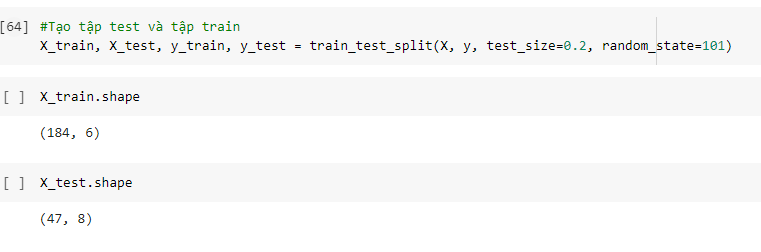 [64] #Tạo tập test và tập train
X_train, X_test, y_train, y_test = train_test_split(X, y, test_size=0.2, random_state=101)
[ ] X_train.shape
(184, 6)
[ ] X_test.shape
(47, 8)